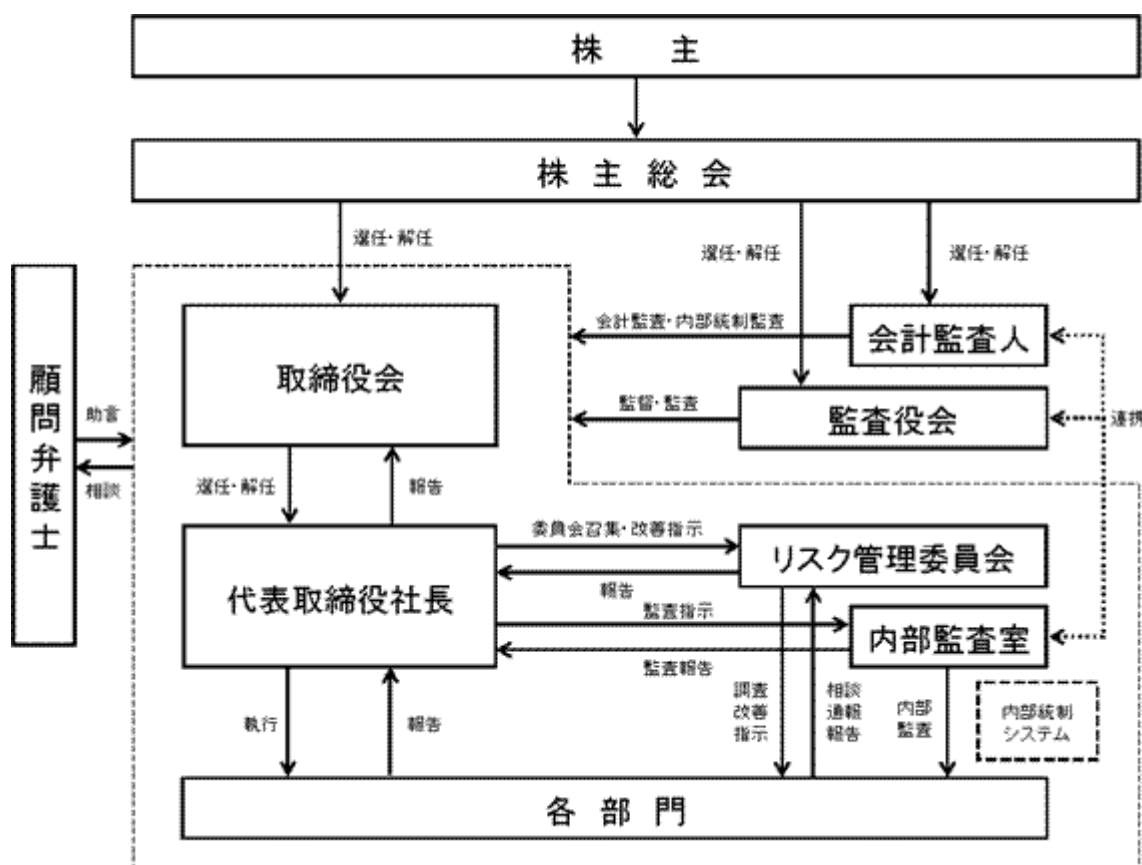 株主
株主総会
選任・解任
選任・解任
選任・解任
顧問弁護士
助言
相談
取締役会
会計監査・内部統制監査
会計監査人
監督・監査
監査役会
連携
選任・解任
報告
代表取締役社長
委員会召集・改善指示
報告
リスク管理委員会
監査指示
監査報告
内部監査室
執行
報告
調査
改善
指示
相談
通報
報告
内部
監査
内部統制
システム
各部門